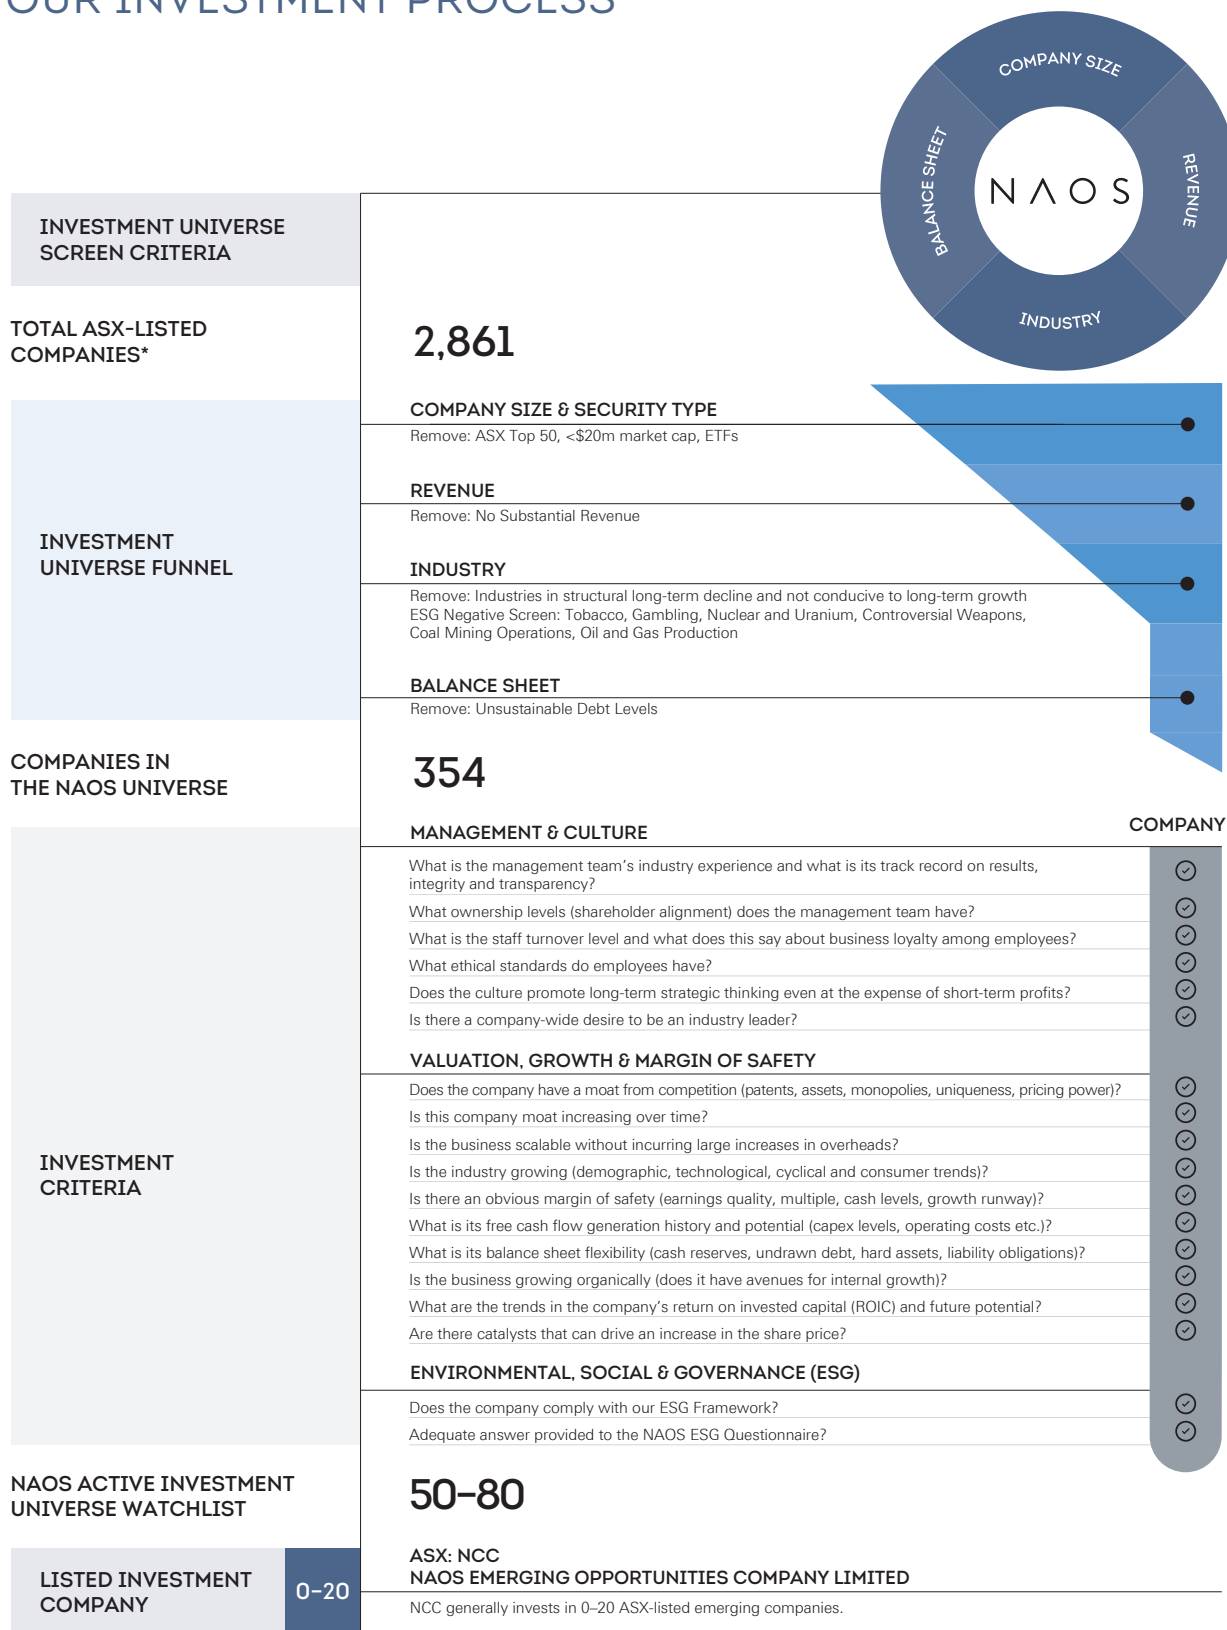 OUR INVESTMENT PROCESS
COMPANY SIZE
BALANCE SHEET
REVENUE
INDUSTRY
NAOS
INVESTMENT UNIVERSE
SCREEN CRITERIA
TOTAL ASX-LISTED
COMPANIES*
2,861
INVESTMENT
UNIVERSE FUNNEL
COMPANY SIZE & SECURITY TYPE
Remove: ASX Top 50, <$20m market cap, ETFs
REVENUE
Remove: No Substantial Revenue
INDUSTRY
Remove: Industries in structural long-term decline and not conducive to long-term growth
ESG Negative Screen: Tobacco, Gambling, Nuclear and Uranium, Controversial Weapons,
Coal Mining Operations, Oil and Gas Production
BALANCE SHEET
Remove: Unsustainable Debt Levels
COMPANIES IN
THE NAOS UNIVERSE
354
INVESTMENT
CRITERIA
MANAGEMENT & CULTURE
COMPANY
What is the management team’s industry experience and what is its track record on results,
integrity and transparency?
What ownership levels (shareholder alignment) does the management team have?
What is the staff turnover level and what does this say about business loyalty among employees?
What ethical standards do employees have?
Does the culture promote long-term strategic thinking even at the expense of short-term profits?
Is there a company-wide desire to be an industry leader?
VALUATION, GROWTH & MARGIN OF SAFETY
Does the company have a moat from competition (patents, assets, monopolies, uniqueness, pricing power)?
Is this company moat increasing over time?
Is the business scalable without incurring large increases in overheads?
Is the industry growing (demographic, technological, cyclical and consumer trends)?
Is there an obvious margin of safety (earnings quality, multiple, cash levels, growth runway)?
What is its free cash flow generation history and potential (capex levels, operating costs etc.)?
What is its balance sheet flexibility (cash reserves, undrawn debt, hard assets, liability obligations)?
Is the business growing organically (does it have avenues for internal growth)?
What are the trends in the company’s return on invested capital (ROIC) and future potential?
Are there catalysts that can drive an increase in the share price?
ENVIRONMENTAL, SOCIAL & GOVERNANCE (ESG)
Does the company comply with our ESG Framework?
Adequate answer provided to the NAOS ESG Questionnaire?
NAOS ACTIVE INVESTMENT
UNIVERSE WATCHLIST
50–80
LISTED INVESTMENT
COMPANY
0–20
ASX: NCC
NAOS EMERGING OPPORTUNITIES COMPANY LIMITED
NCC generally invests in 0–20 ASX-listed emerging companies.